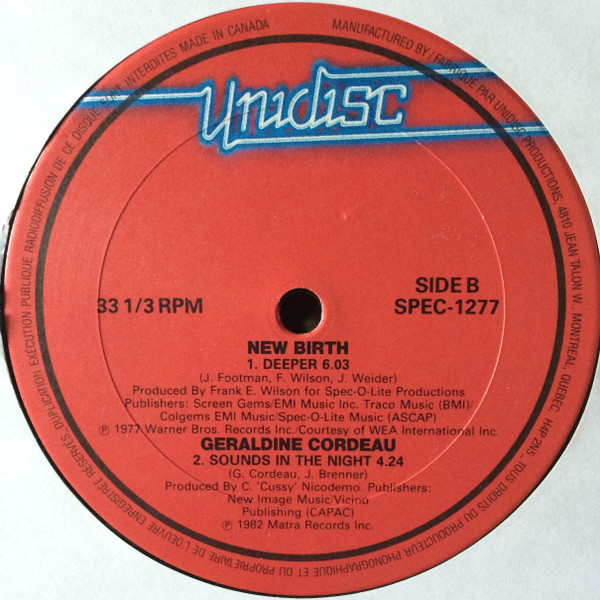 unidisc
33 1/3 RPM
SIDE B
SPEC-1277
NEW BIRTH
1. DEEPER 6.03
(J. Footman, F. Wilson, J. Weider)
Produced By Frank E. Wilson for Spec-O-Lite Productions
Publishers: Screen Gems/EMI Music Inc. Traco Music (BMI)/
Colgems EMI Music/Spec-O-Lite Music (ASCAP)
℗ 1977 Warner Bros. Records Inc./Courtesy of WEA International Inc.
GERALDINE CORDEAU
2. SOUNDS IN THE NIGHT 4.24
(G. Cordeau, J. Brenner)
Produced By C. 'Cussy' Nicodemo. Publishers:
New Image Music/Vicino
Publishing (CAPAC)
℗ 1982 Matra Records Inc.
MANUFACTURED BY / FABRIQUÉ PAR UNIDISC PRODUCTIONS, 4810 JEAN TALON W., MONTREAL, QUEBEC, H4P 2N5_ TOUS DROITS DU PRODUCTEUR PHONOGRAPHIQUE ET DU PROPRIÉTAIRE DE L'OEUVRE ENREGISTRÉE RÉSERVÉS DUPLICATION EXÉCUTION PUBLIQUE RADIODIFFUSION DE CE DISQUE SONT INTERDITES MADE IN CANADA